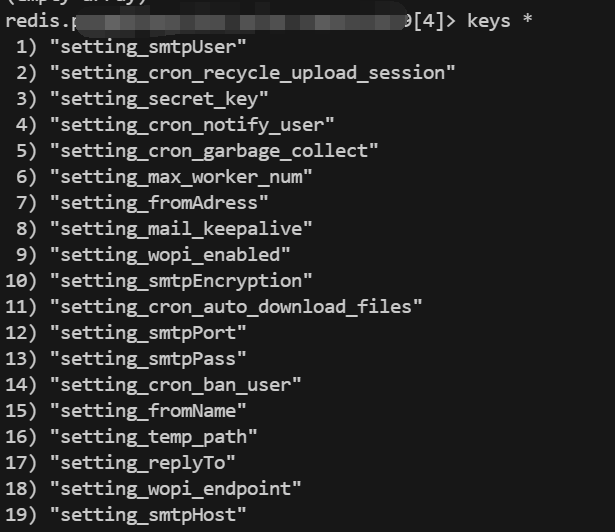 (empty array)
redis.p 9[4]> keys *
1) "setting_smtpUser"
2) "setting_cron_recycle_upload_session"
3) "setting_secret_key"
4) "setting_cron_notify_user"
5) "setting_cron_garbage_collect"
6) "setting_max_worker_num"
7) "setting_fromAdress"
8) "setting_mail_keepalive"
9) "setting_wopi_enabled"
10) "setting_smtpEncryption"
11) "setting_cron_auto_download_files"
12) "setting_smtpPort"
13) "setting_smtpPass"
14) "setting_cron_ban_user"
15) "setting_fromName"
16) "setting_temp_path"
17) "setting_replyTo"
18) "setting_wopi_endpoint"
19) "setting_smtpHost"